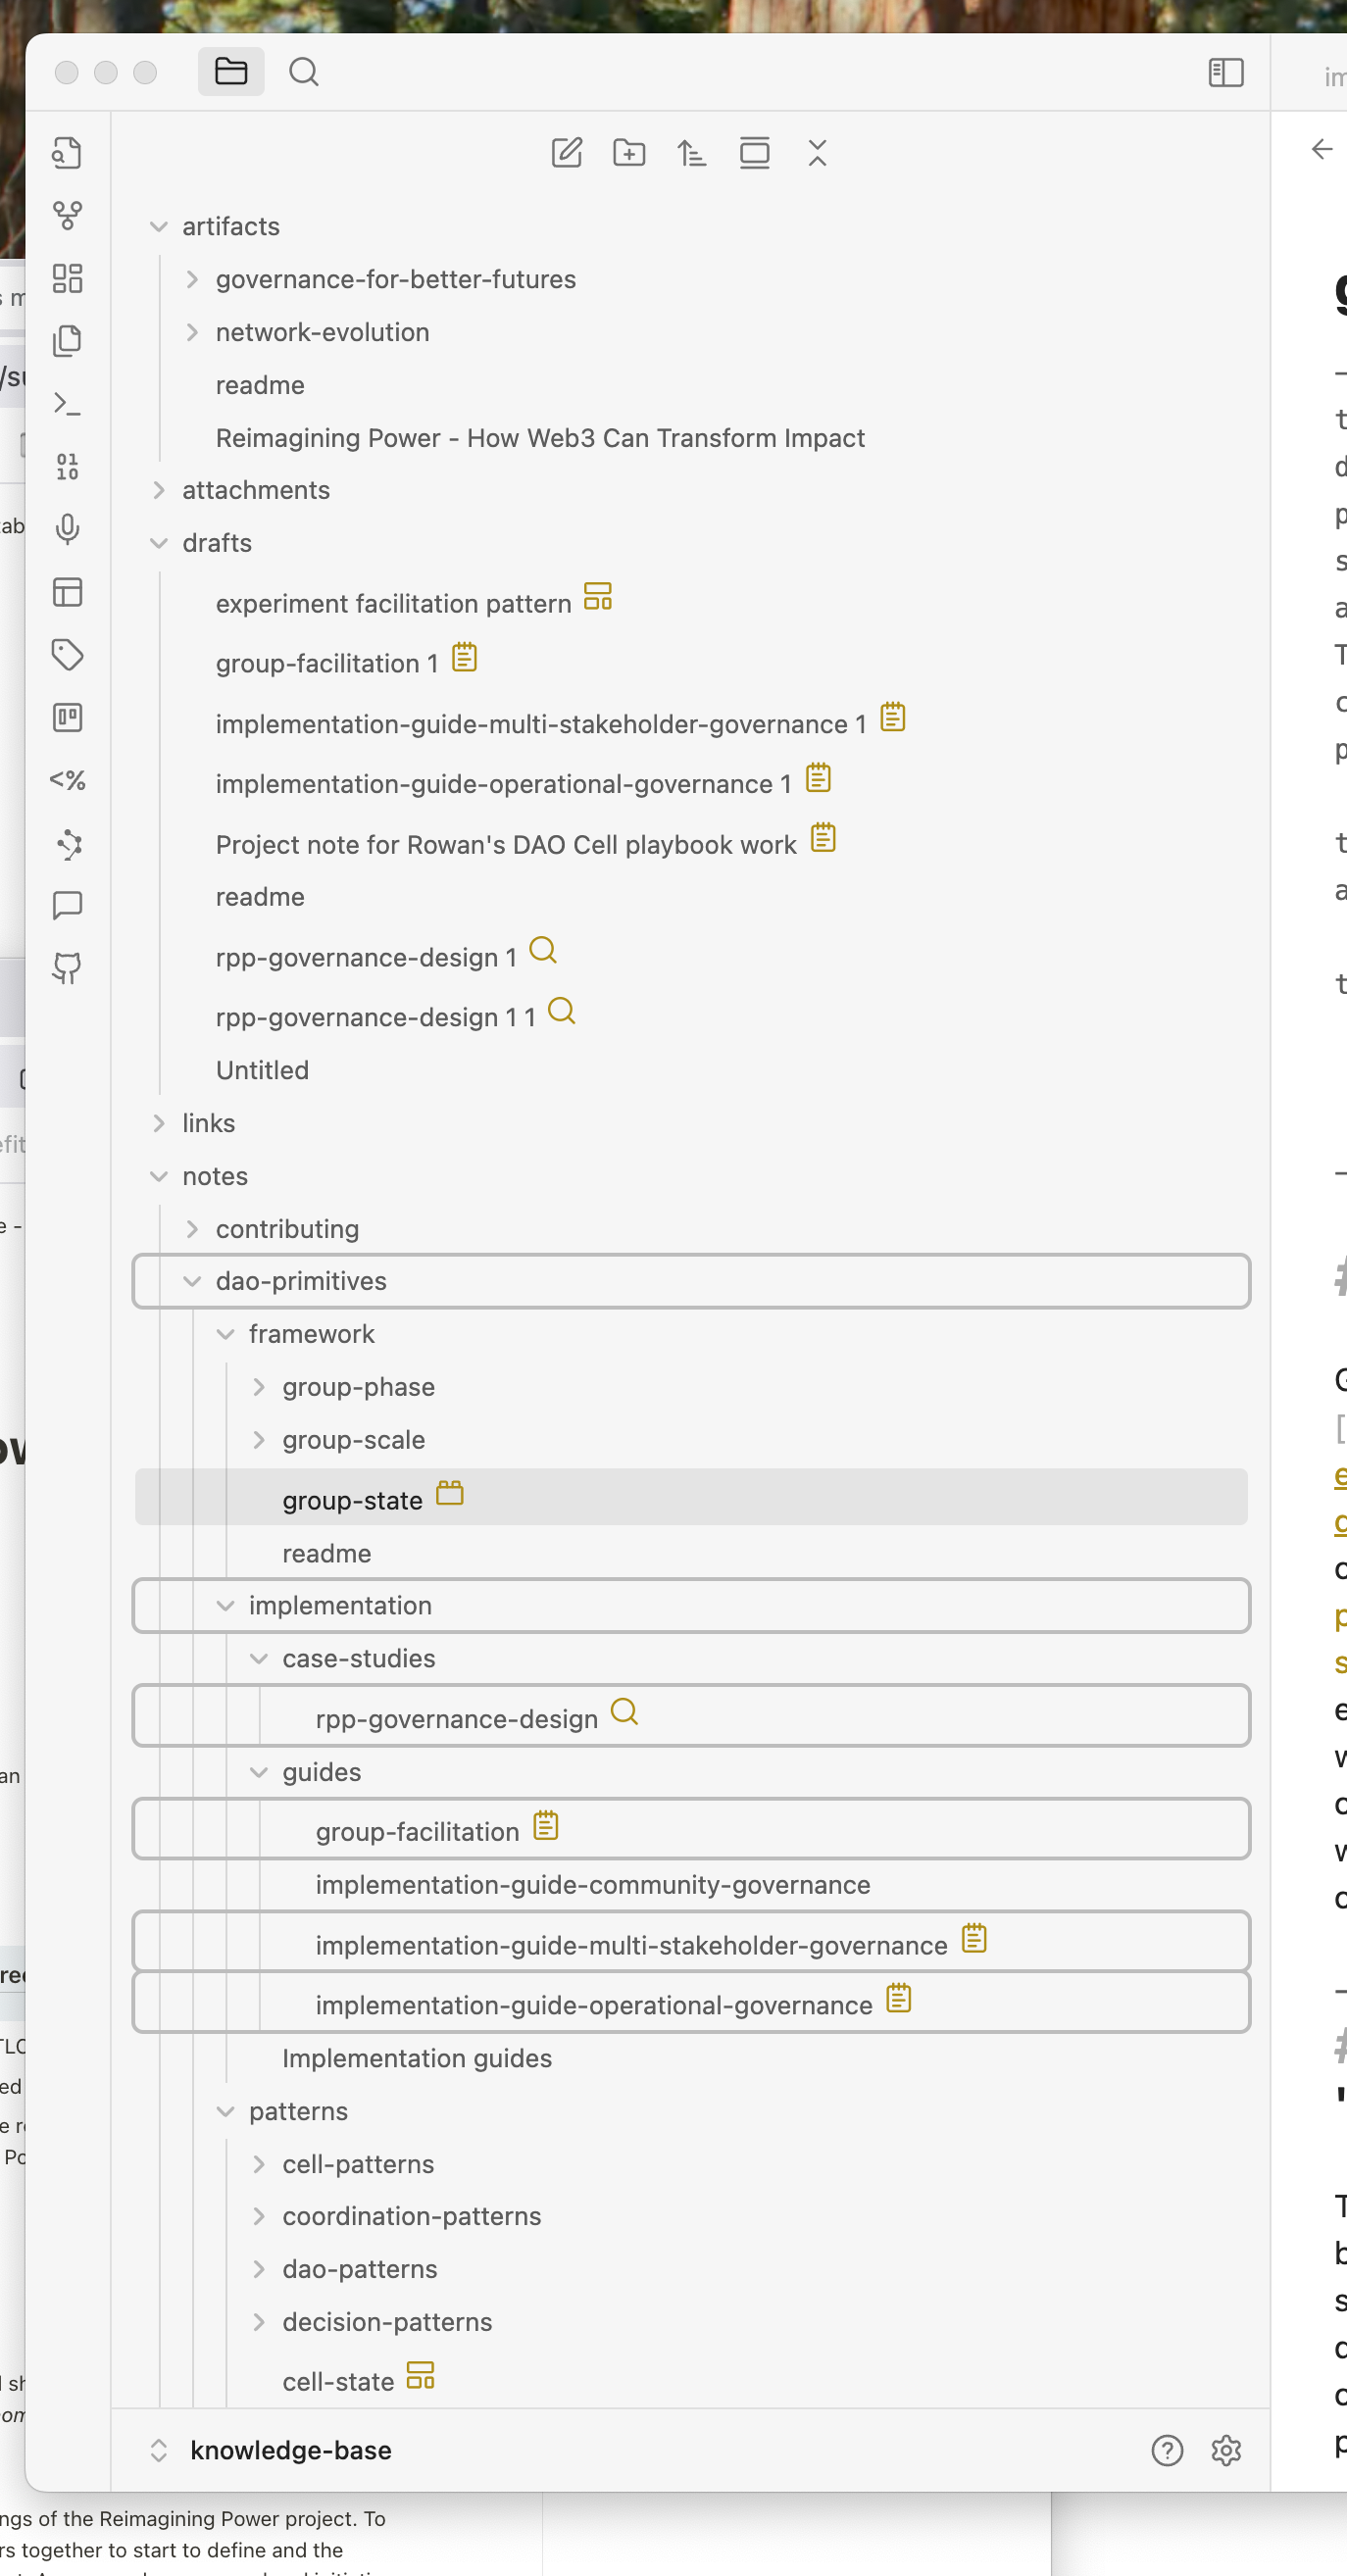 artifacts
governance-for-better-futures
network-evolution
readme
Reimagining Power - How Web3 Can Transform Impact
attachments
drafts
experiment facilitation pattern
group-facilitation 1
implementation-guide-multi-stakeholder-governance 1
implementation-guide-operational-governance 1
Project note for Rowan's DAO Cell playbook work
readme
rpp-governance-design 1
rpp-governance-design 1 1
Untitled
links
notes
contributing
dao-primitives
framework
group-phase
group-scale
group-state
readme
implementation
case-studies
rpp-governance-design
guides
group-facilitation
implementation-guide-community-governance
implementation-guide-multi-stakeholder-governance
implementation-guide-operational-governance
Implementation guides
patterns
cell-patterns
coordination-patterns
dao-patterns
decision-patterns
cell-state
knowledge-base
ngs of the Reimagining Power project. To
rs together to start to define and the